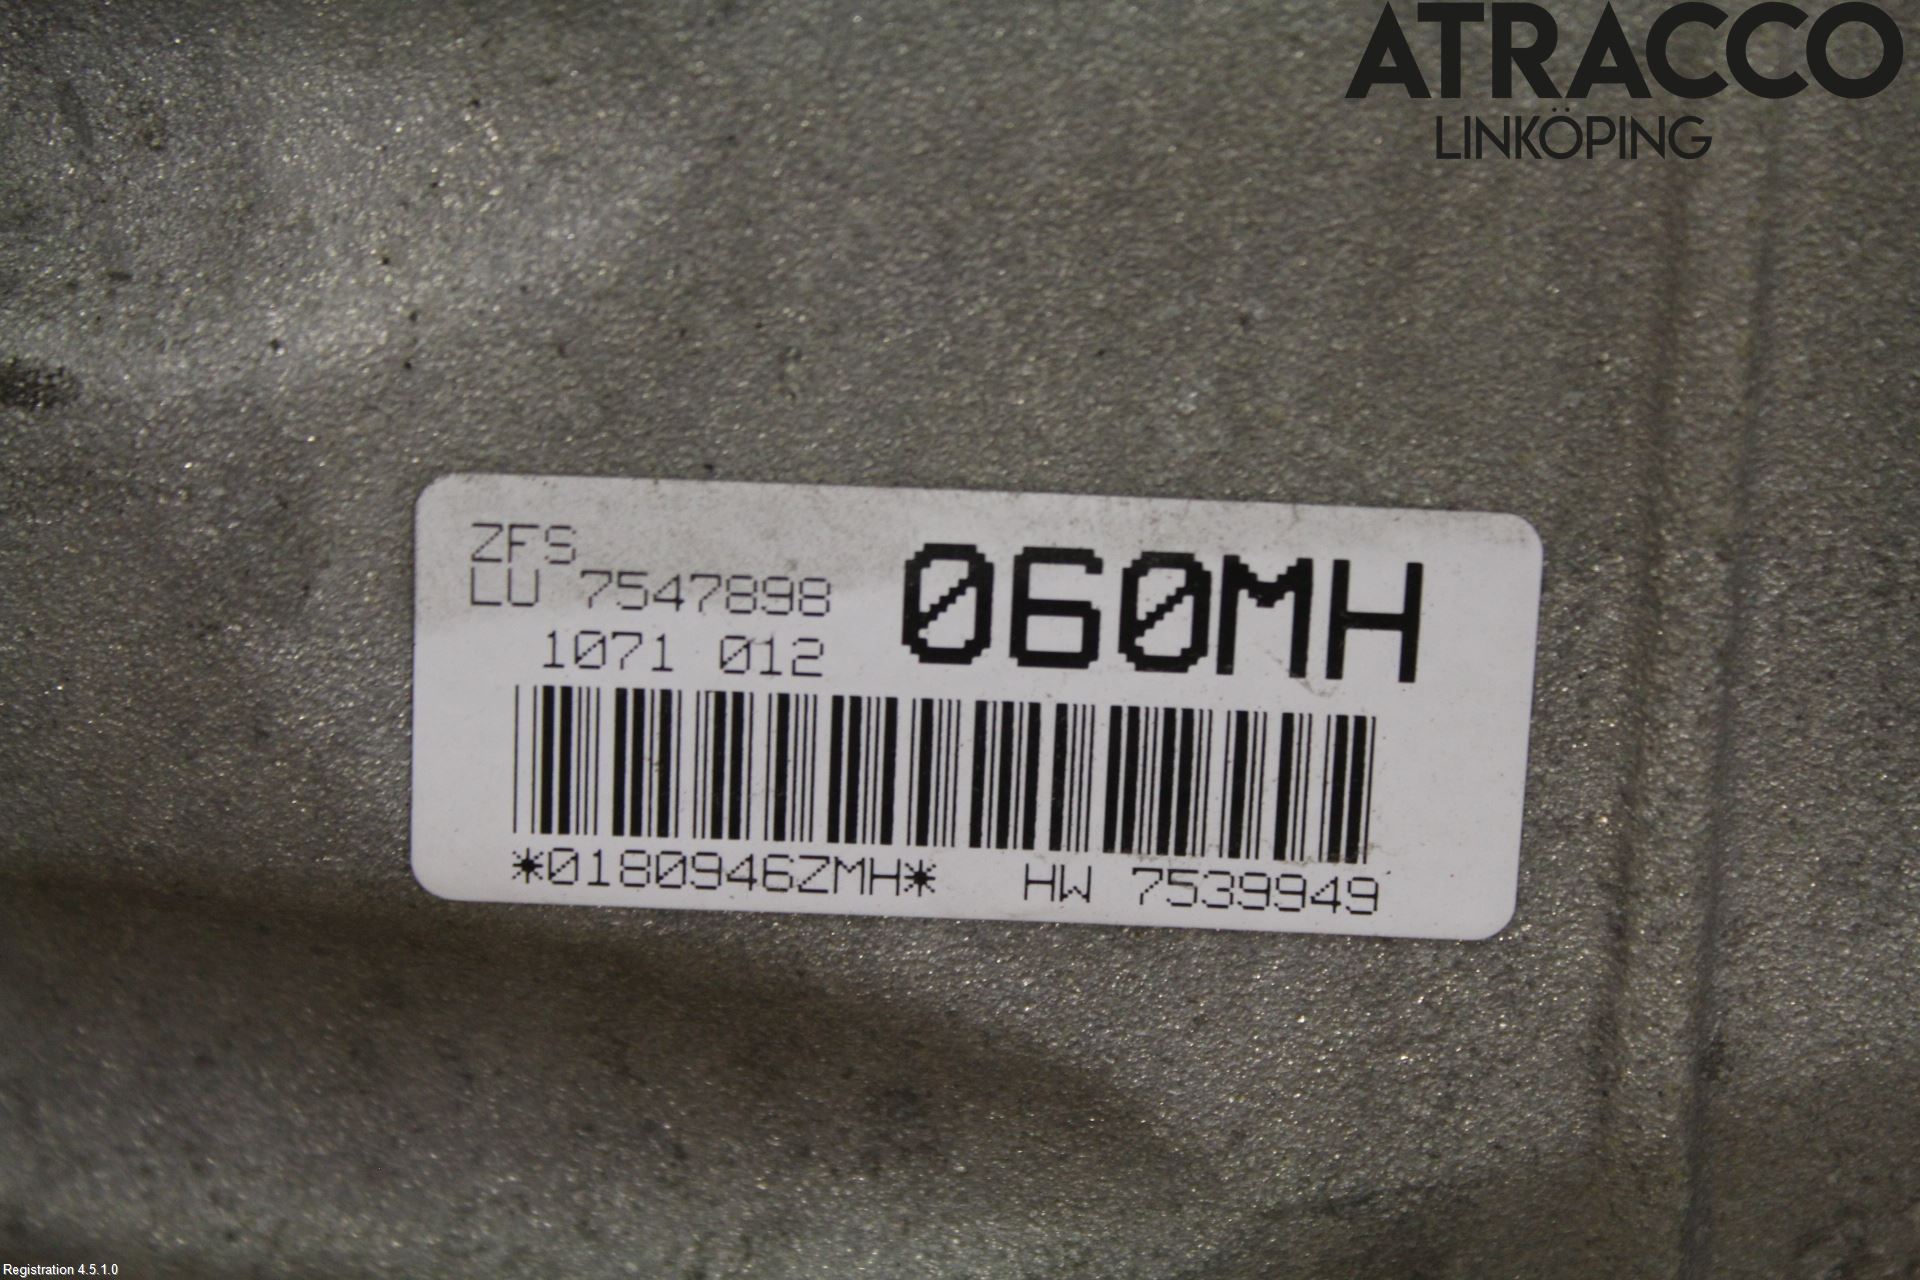 ATRACCO
LINKÖPING
ZFS
LU 7547898
1071 012
060MH
*0180946ZMH* HW 7539949
Registration 4.5.1.0